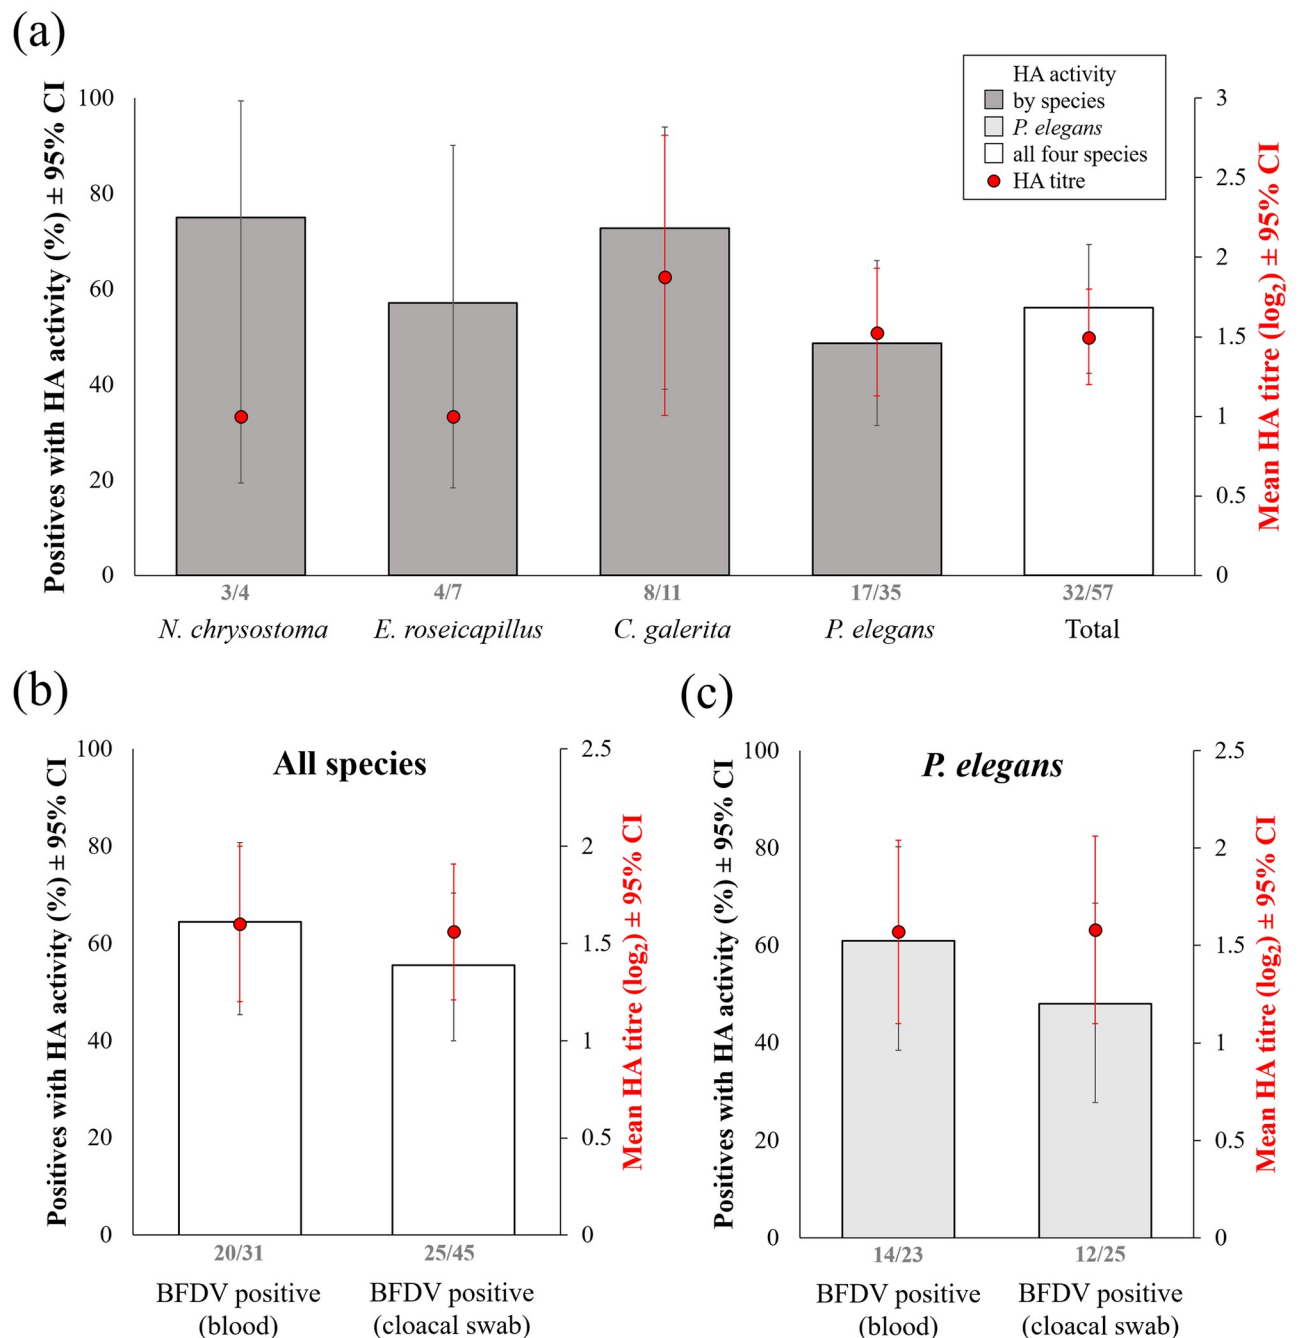 (a)
Positives with HA activity (%) ± 95% CI
100
80
60
40
20
0
HA activity
by species
P. elegans
all four species
HA titre
3
2.5
2
1.5
1
0.5
0
Mean HA titre (log₂) ± 95% CI
3/4 4/7 8/11 17/35 32/57
N. chrysostoma E. roseicapillus C. galerita P. elegans Total
(b)
Positives with HA activity (%) ± 95% CI
100
80
60
40
20
0
All species
2.5
2
1.5
1
0.5
0
Mean HA titre (log₂) ± 95% CI
20/31 25/45
BFDV positive
(blood)
BFDV positive
(cloacal swab)
(c)
Positives with HA activity (%) ± 95% CI
100
80
60
40
20
0
P. elegans
2.5
2
1.5
1
0.5
0
Mean HA titre (log₂) ± 95% CI
14/23 12/25
BFDV positive
(blood)
BFDV positive
(cloacal swab)